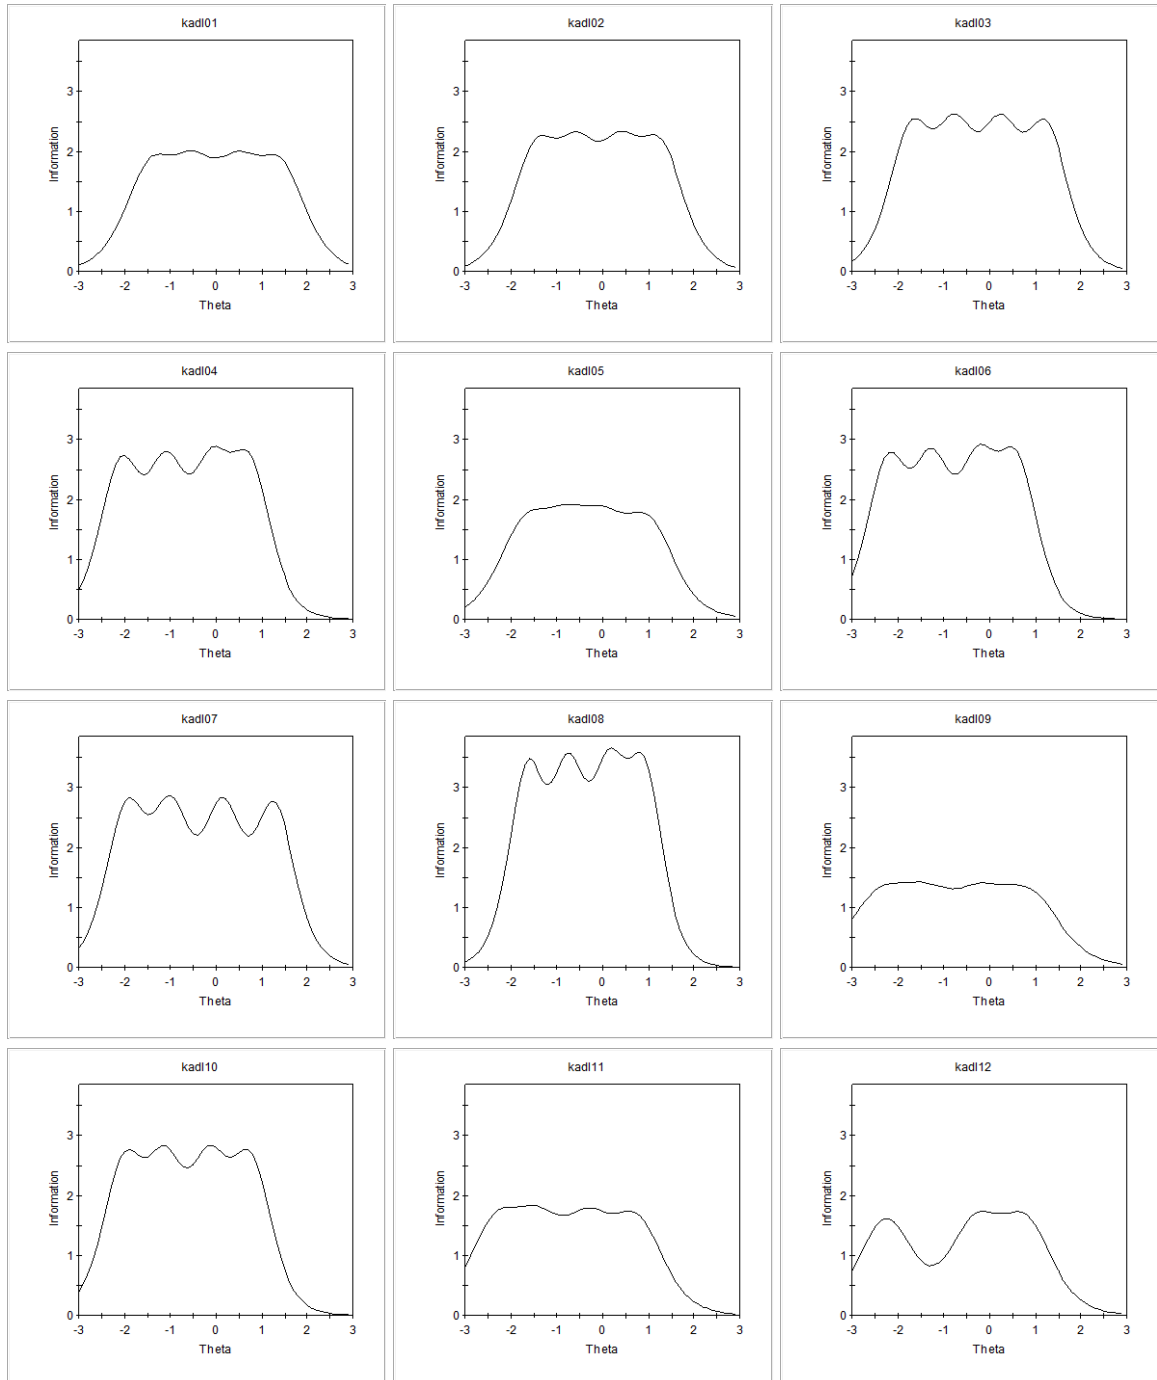 kadl01 kadl02 kadl03
3 3 3
2 2 2
1 1 1
0 0 0
Information Information Information
-3 -2 -1 0 1 2 3 -3 -2 -1 0 1 2 3 -3 -2 -1 0 1 2 3
Theta Theta Theta
kadl04 kadl05 kadl06
3 3 3
2 2 2
1 1 1
0 0 0
Information Information Information
-3 -2 -1 0 1 2 3 -3 -2 -1 0 1 2 3 -3 -2 -1 0 1 2 3
Theta Theta Theta
kadl07 kadl08 kadl09
3 3 3
2 2 2
1 1 1
0 0 0
Information Information Information
-3 -2 -1 0 1 2 3 -3 -2 -1 0 1 2 3 -3 -2 -1 0 1 2 3
Theta Theta Theta
kadl10 kadl11 kadl12
3 3 3
2 2 2
1 1 1
0 0 0
Information Information Information
-3 -2 -1 0 1 2 3 -3 -2 -1 0 1 2 3 -3 -2 -1 0 1 2 3
Theta Theta Theta